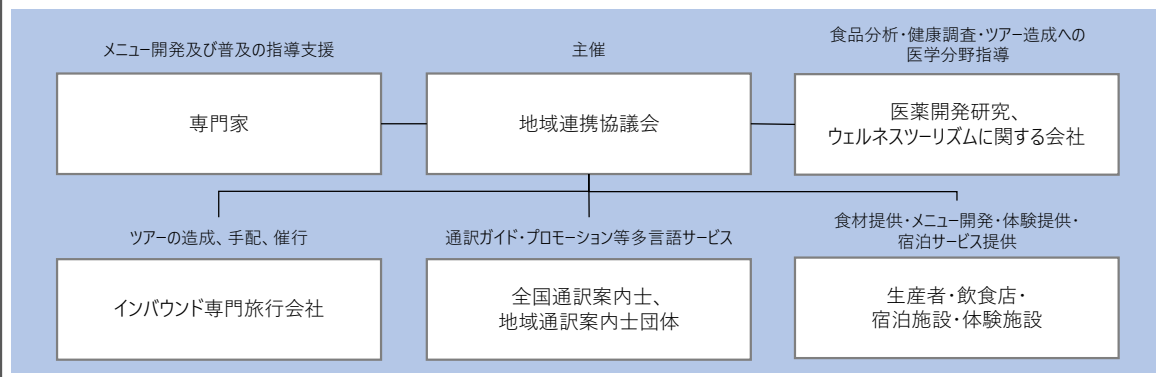 メニュー開発及び普及の指導支援
専門家
主催
地域連携協議会
食品分析・健康調査・ツアー造成への
医学分野指導
医薬開発研究、
ウェルネスツーリズムに関する会社
ツアーの造成、手配、催行
インバウンド専門旅行会社
通訳ガイド・プロモーション等多言語サービス
全国通訳案内士、
地域通訳案内士団体
食材提供・メニュー開発・体験提供・
宿泊サービス提供
生産者・飲食店・
宿泊施設・体験施設